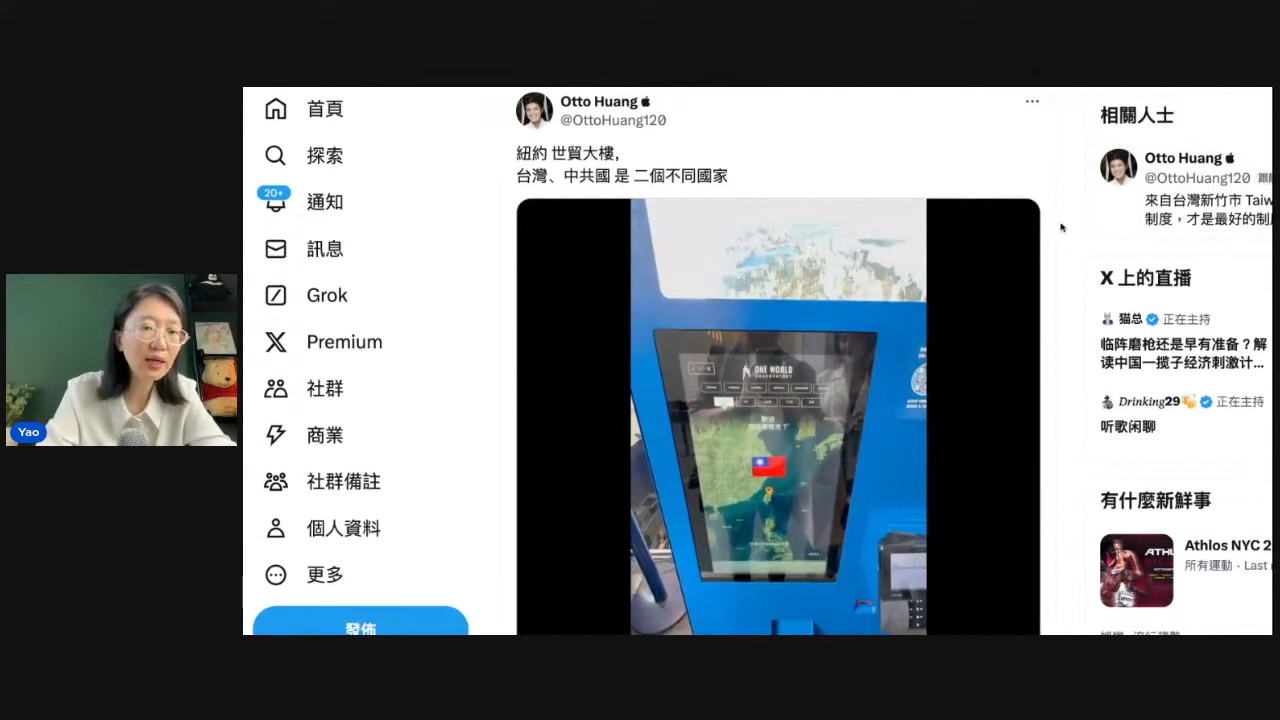 Yao
首頁
探索
20+
通知
訊息
Grok
Premium
社群
商業
社群備註
個人資料
更多
發佈
Otto Huang
@OttoHuang120
紐約 世貿大樓,
台灣、中共國 是 二個不同國家
ONE WORLD
OBSERVATORY
歡迎
相關人士
Otto Huang
@OttoHuang120
來自台灣新竹市 Taiw
制度，才是最好的制
X 上的直播
猫总 正在主持
临阵磨枪还是早有准备？解
读中国一揽子经济刺激计...
Drinking29 正在主持
听歌闲聊
有什麼新鮮事
ATHL
Athlos NYC 2
所有運動 · Last